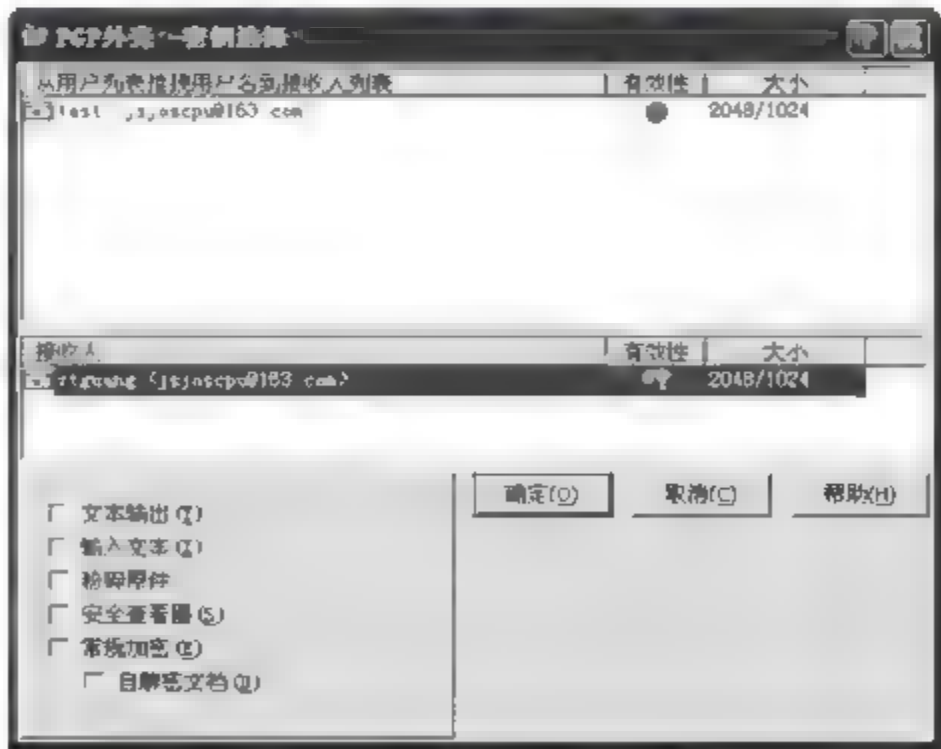 PGP外壳 - 密钥选择
从用户列表拖拽用户名到接收人列表 有效性 大小
test 2048/1024
接收人 有效性 大小
2048/1024
确定(O) 取消(C) 帮助(H)
文本输出(T)
输入文本(I)
粉碎原件
安全查看器(S)
常规加密(E)
自解密文档(D)